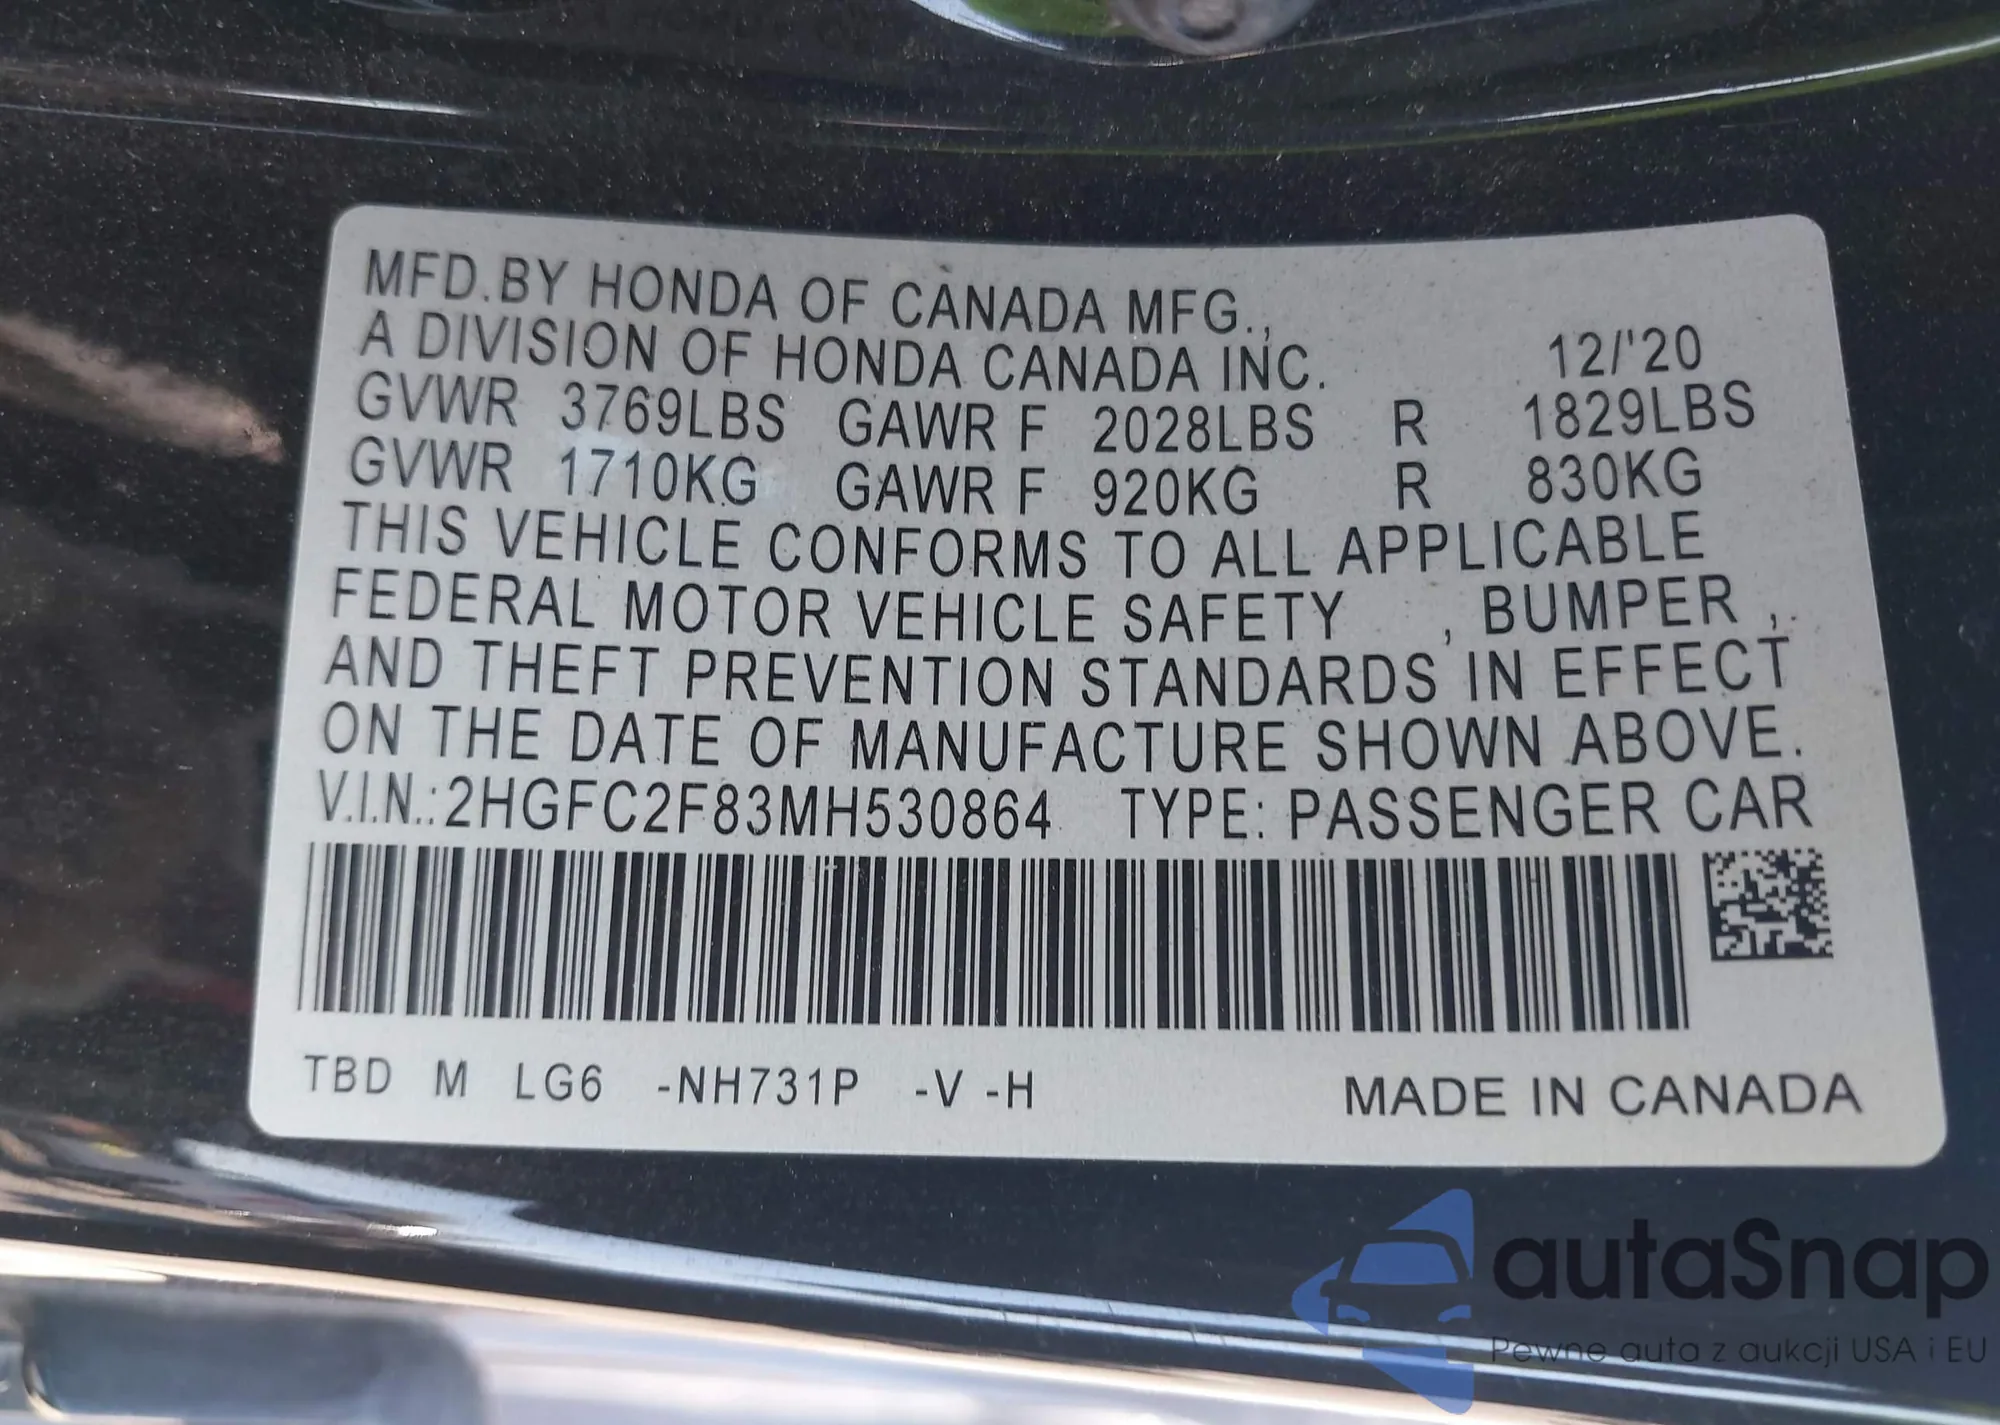 MFD.BY HONDA OF CANADA MFG.,
A DIVISION OF HONDA CANADA INC. 12/'20
GVWR 3769LBS GAWR F 2028LBS R 1829LBS
GVWR 1710KG GAWR F 920KG R 830KG
THIS VEHICLE CONFORMS TO ALL APPLICABLE
FEDERAL MOTOR VEHICLE SAFETY , BUMPER ,
AND THEFT PREVENTION STANDARDS IN EFFECT
ON THE DATE OF MANUFACTURE SHOWN ABOVE.
V.I.N.:2HGFC2F83MH530864 TYPE: PASSENGER CAR
TBD M LG6 -NH731P -V -H MADE IN CANADA
autaSnap
Pewne auta z aukcji USA i EU